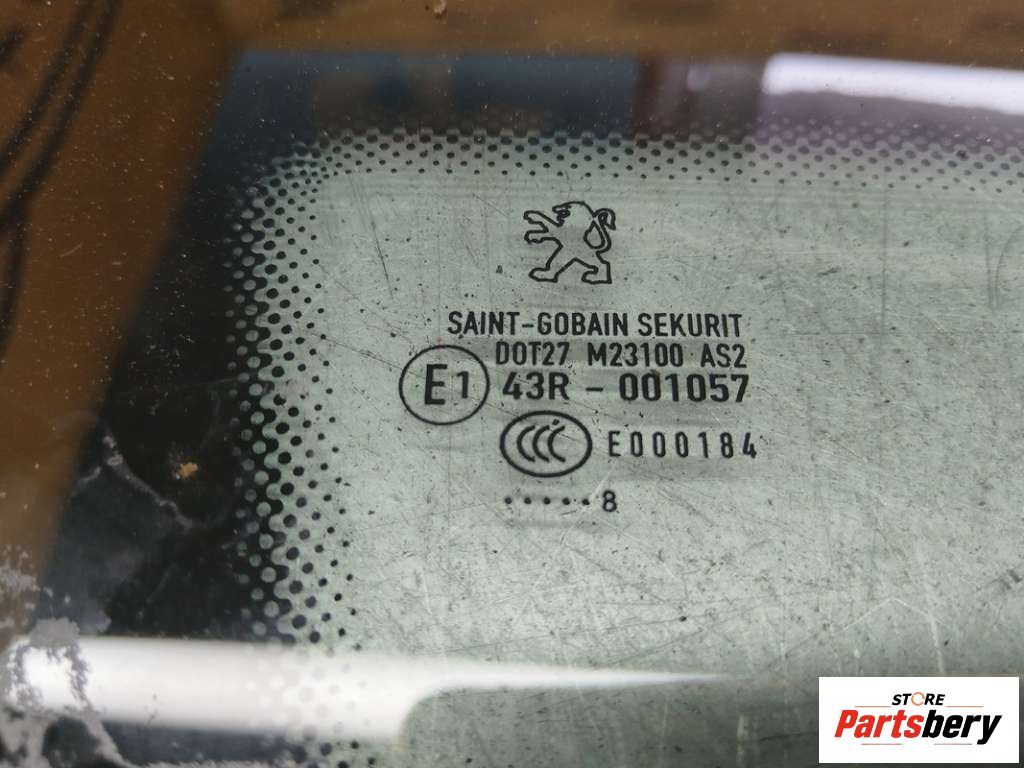 SAINT-GOBAIN SEKURIT
DOT27 M23100 AS2
E1 43R - 001057
CCC E000184
......8
STORE
Partsbery